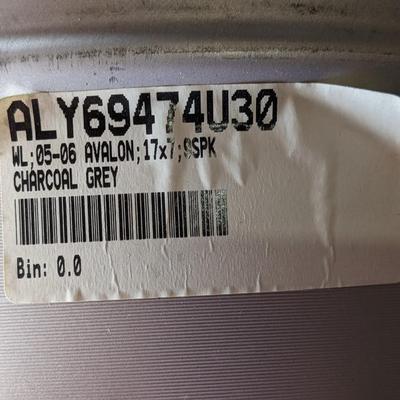 ALY69474U30
WL;05-06 AVALON;17x7;9SPK
CHARCOAL GREY
Bin: 0.0